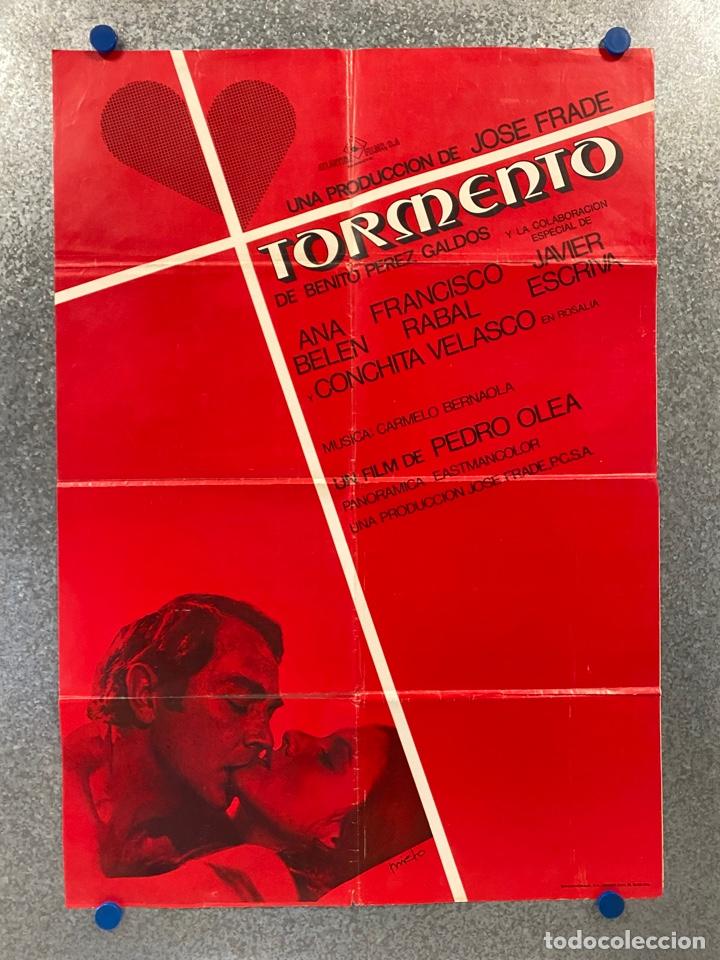 UNA PRODUCCION DE JOSE FRADE
TORMENTO
DE BENITO PEREZ GALDOS
Y LA COLABORACION
ESPECIAL DE
ANA
BELEN
FRANCISCO
RABAL
JAVIER
ESCRIVA
Y CONCHITA VELASCO EN ROSALIA
MUSICA: CARMELO BERNAOLA
UN FILM DE PEDRO OLEA
PANORAMICA EASTMANCOLOR
UNA PRODUCCION JOSE FRADE, P.C.S.A.
todocoleccion.net